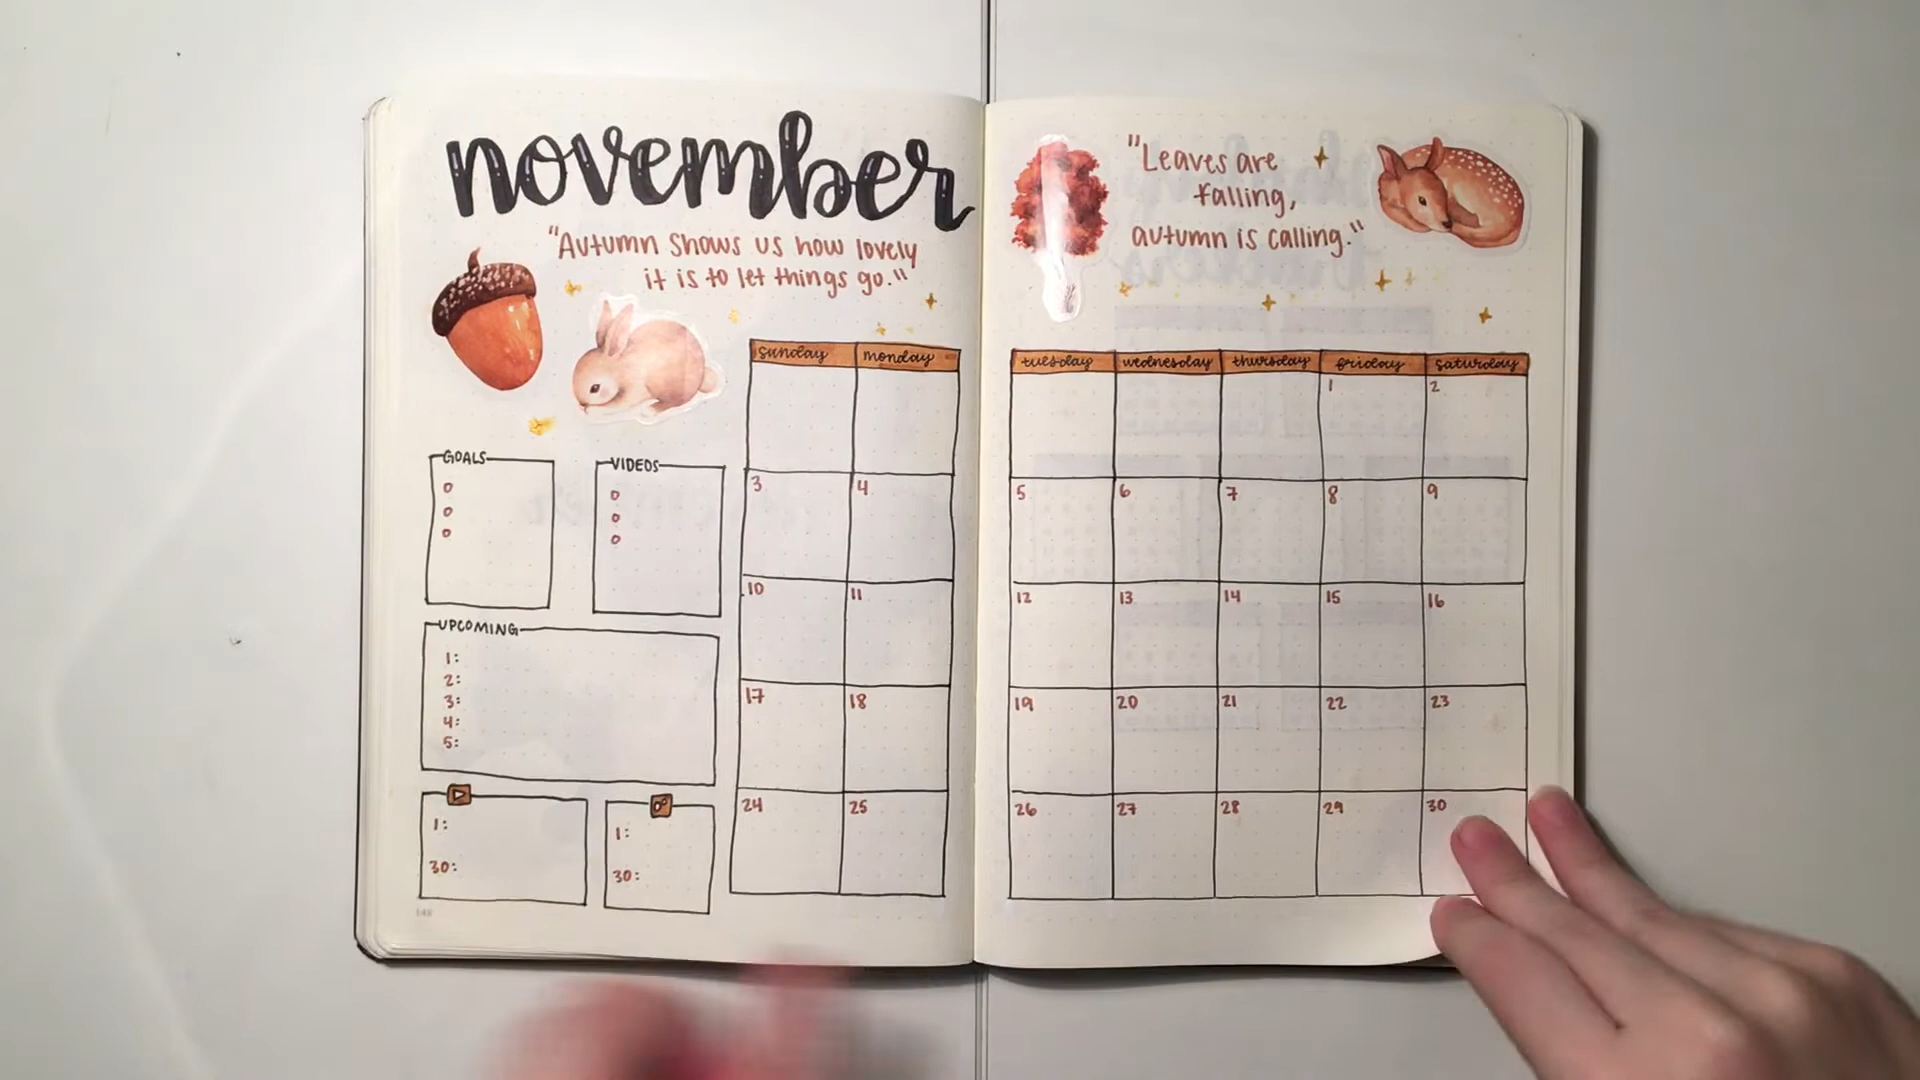 november
"Autumn shows us how lovely
it is to let things go."
"Leaves are
falling,
autumn is calling."
GOALS
VIDEOS
UPCOMING
1:
2:
3:
4:
5:
1:
30:
1:
30:
sunday monday tuesday wednesday thursday friday saturday
1 2
3 4 5 6 7 8 9
10 11 12 13 14 15 16
17 18 19 20 21 22 23
24 25 26 27 28 29 30